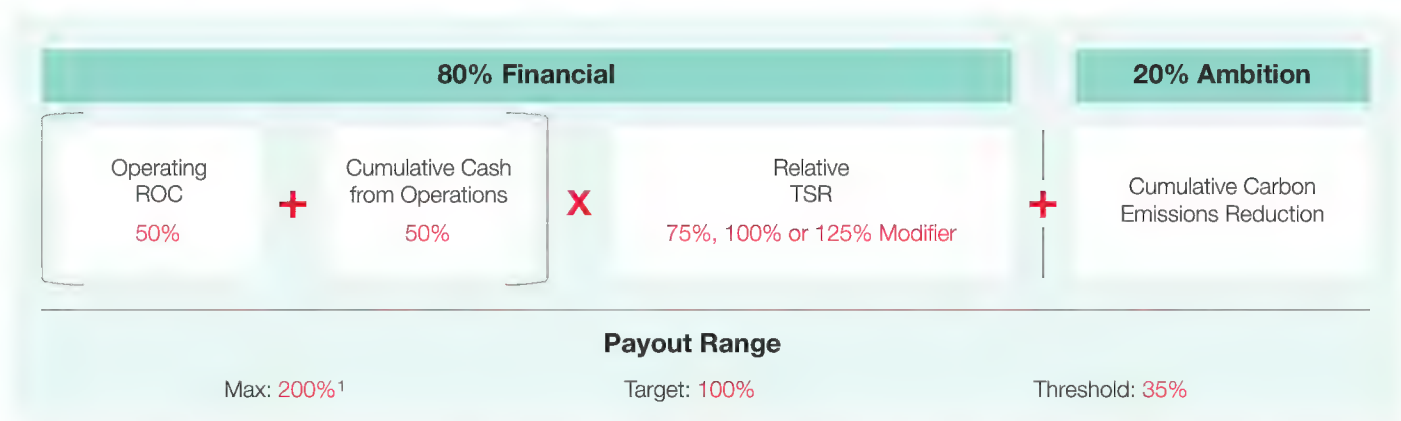 80% Financial
20% Ambition
Operating
ROC
50%
+
Cumulative Cash
from Operations
50%
X
Relative
TSR
75%, 100% or 125% Modifier
+
Cumulative Carbon
Emissions Reduction
Payout Range
Max: 200%¹
Target: 100%
Threshold: 35%